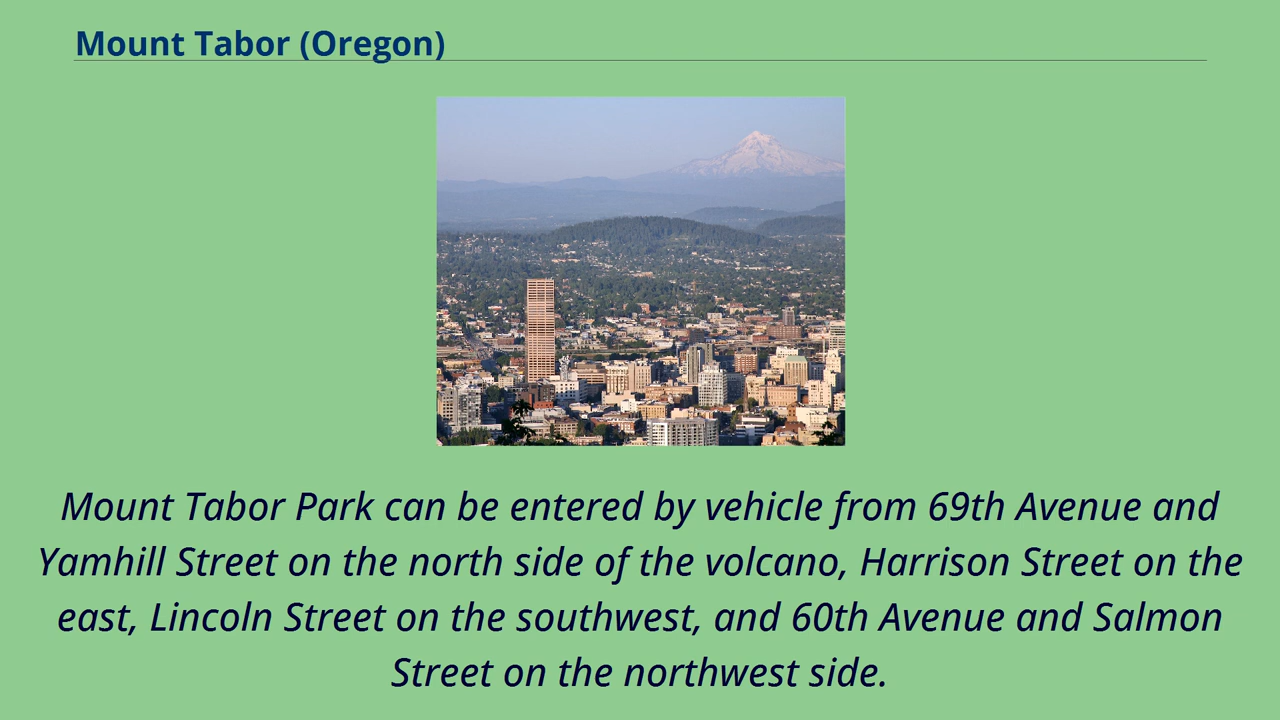 Mount Tabor (Oregon)
Mount Tabor Park can be entered by vehicle from 69th Avenue and
Yamhill Street on the north side of the volcano, Harrison Street on the
east, Lincoln Street on the southwest, and 60th Avenue and Salmon
Street on the northwest side.